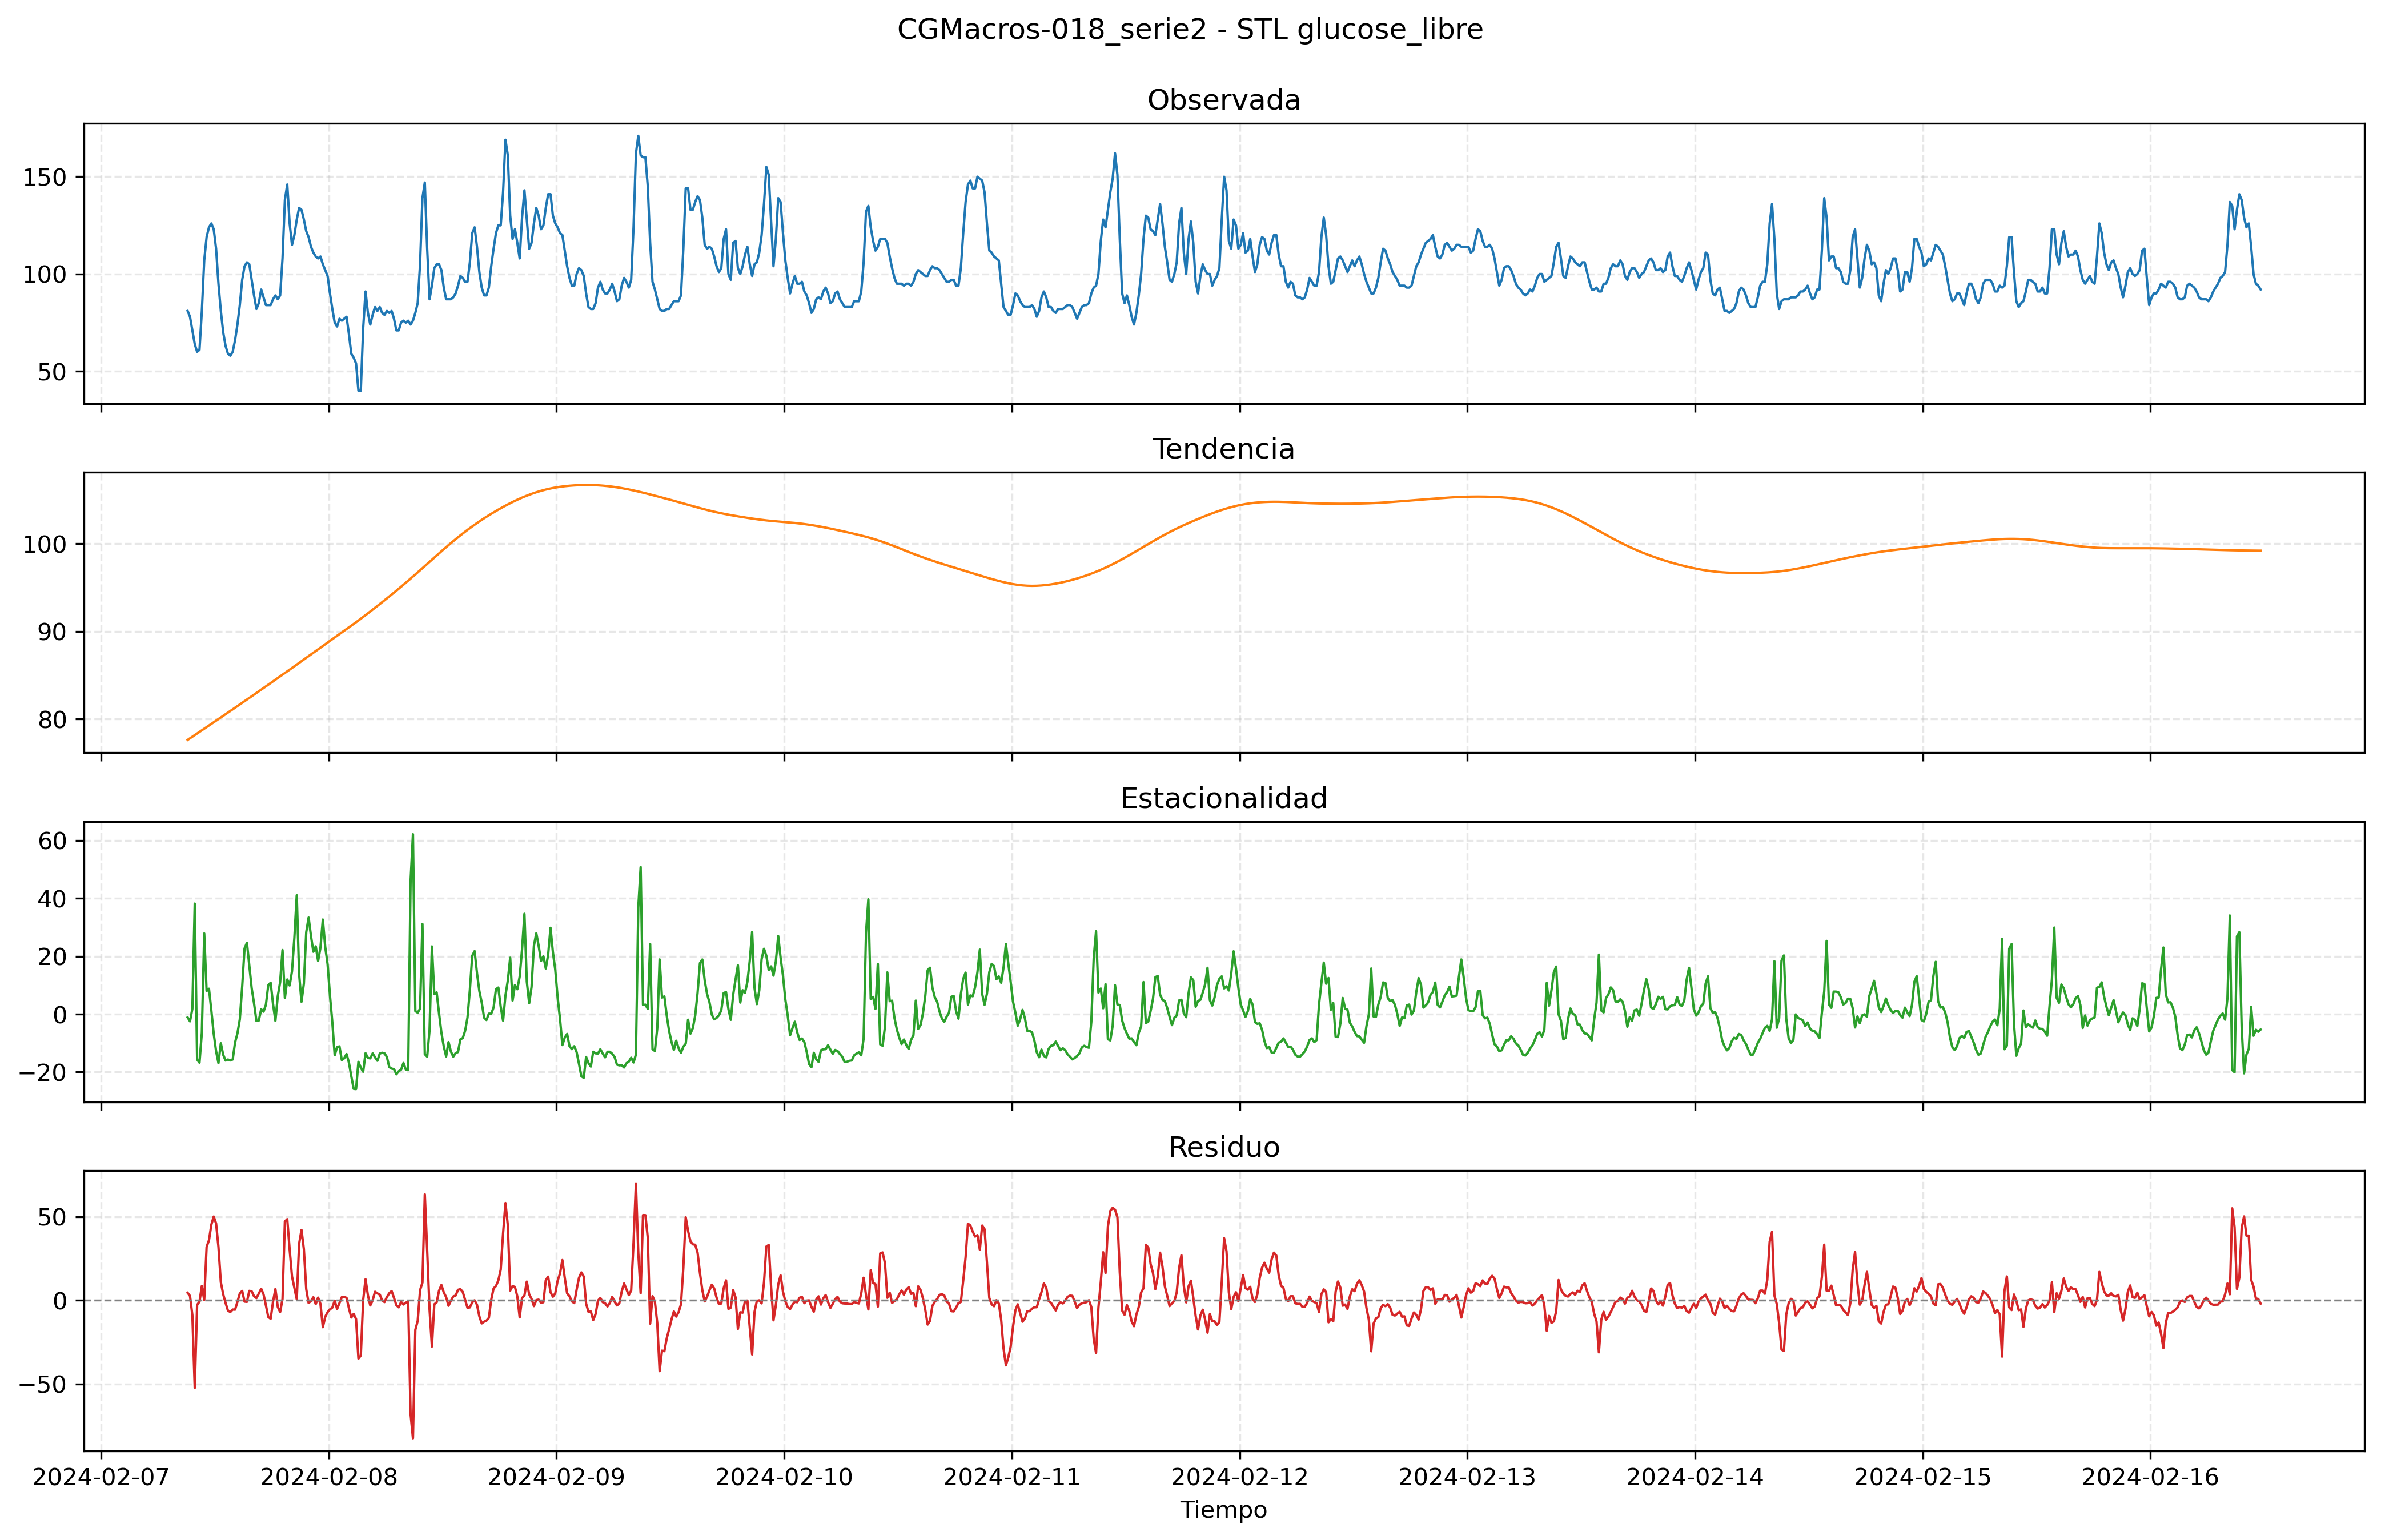 CGMacros-018_serie2 - STL glucose_libre
Observada
150
100
50
Tendencia
100
90
80
Estacionalidad
60
40
20
0
−20
Residuo
50
0
−50
2024-02-07 2024-02-08 2024-02-09 2024-02-10 2024-02-11 2024-02-12 2024-02-13 2024-02-14 2024-02-15 2024-02-16
Tiempo